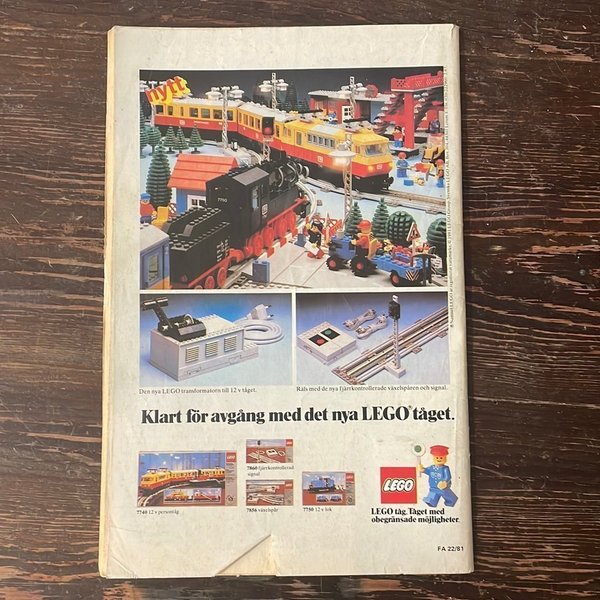 nytt
7750
Den nya LEGO transformatorn till 12 v tåget.
Räls med de nya fjärrkontrollerade växelspåren och signal.
Klart för avgång med det nya LEGO® tåget.
LEGO
7740 12 v persontåg
7860 fjärrkontrollerad
signal
7856 växelspår
7750 12 v lok
LEGO
LEGO tåg. Tåget med
obegränsade möjligheter.
FA 22/81